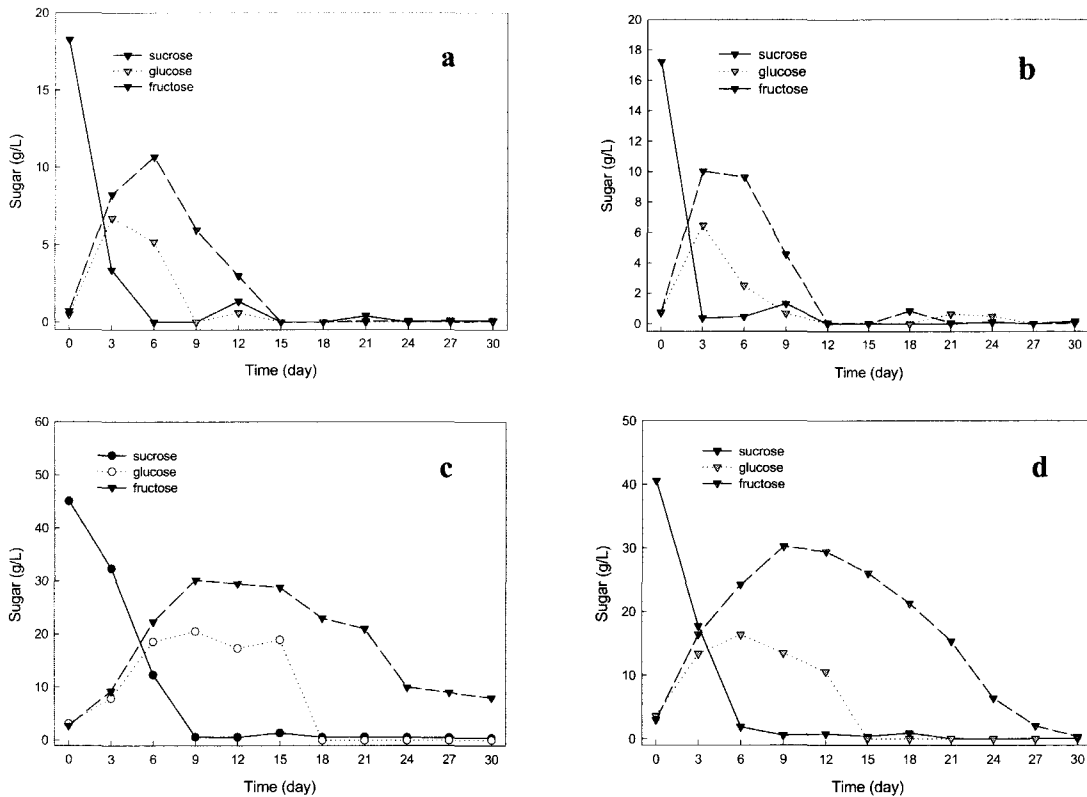 20
15
10
5
0
Sugar (g/L)
sucrose
glucose
fructose
a
0 3 6 9 12 15 18 21 24 27 30
Time (day)
20
18
16
14
12
10
8
6
4
2
0
Sugar (g/L)
sucrose
glucose
fructose
b
0 3 6 9 12 15 18 21 24 27 30
Time (day)
60
50
40
30
20
10
0
Sugar (g/L)
sucrose
glucose
fructose
c
0 3 6 9 12 15 18 21 24 27 30
Time (day)
50
40
30
20
10
0
Sugar (g/L)
sucrose
glucose
fructose
d
0 3 6 9 12 15 18 21 24 27 30
Time (day)